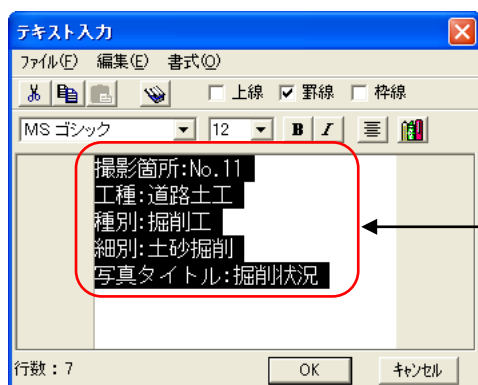 テキスト入力
ファイル(F) 編集(E) 書式(O)
上線 罫線 枠線
MS ゴシック 12 B I
撮影箇所:No.11
工種:道路土工
種別:掘削工
細別:土砂掘削
写真タイトル:掘削状況
行数:7 OK キャンセル